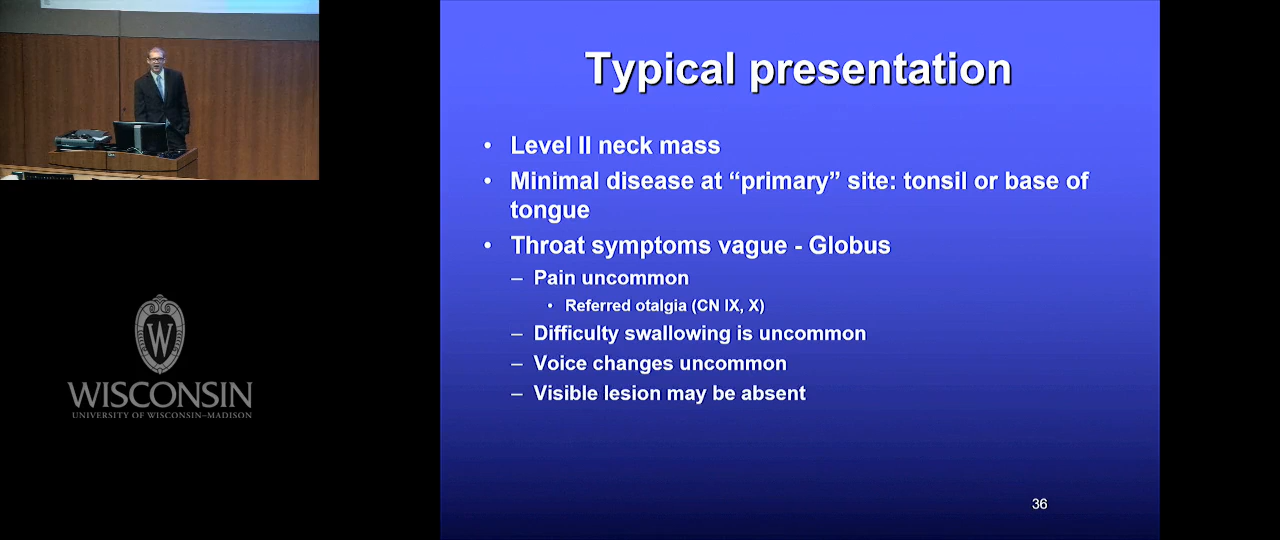 Typical presentation
• Level II neck mass
• Minimal disease at “primary” site: tonsil or base of
tongue
• Throat symptoms vague - Globus
– Pain uncommon
• Referred otalgia (CN IX, X)
– Difficulty swallowing is uncommon
– Voice changes uncommon
– Visible lesion may be absent
36
W
WISCONSIN
UNIVERSITY OF WISCONSIN–MADISON